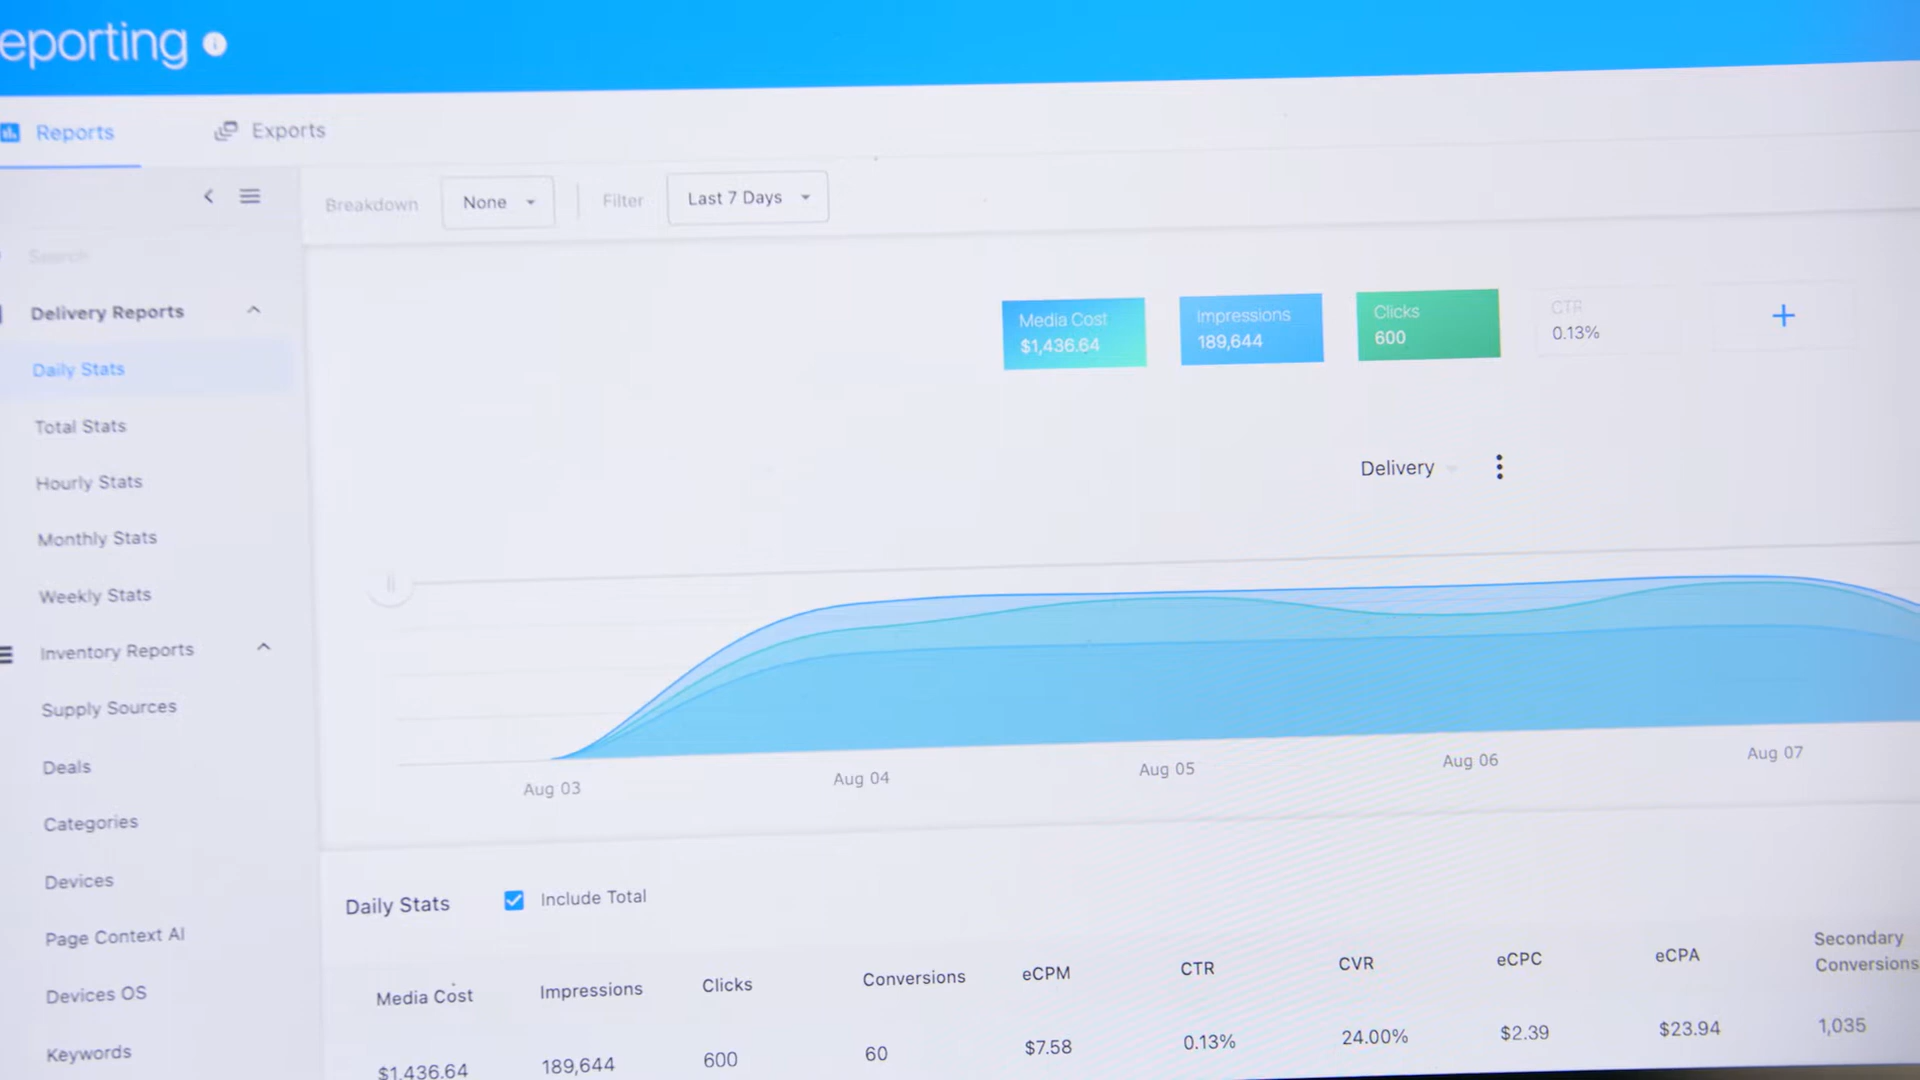 eporting
Reports
Exports
Breakdown
None
Filter
Last 7 Days
Search
Delivery Reports
Daily Stats
Total Stats
Hourly Stats
Monthly Stats
Weekly Stats
Inventory Reports
Supply Sources
Deals
Categories
Devices
Page Context AI
Devices OS
Keywords
Media Cost
$1,436.64
Impressions
189,644
Clicks
600
CTR
0.13%
+
Delivery
Aug 03
Aug 04
Aug 05
Aug 06
Aug 07
Daily Stats
Include Total
Media Cost Impressions Clicks Conversions eCPM CTR CVR eCPC eCPA Secondary Conversions
$1,436.64 189,644 600 60 $7.58 0.13% 24.00% $2.39 $23.94 1,035